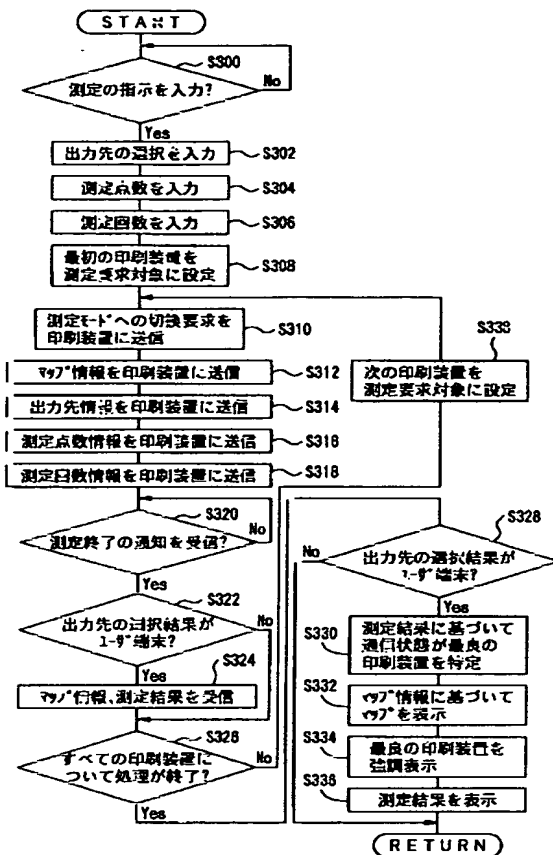 START
S300
測定の指示を入力?
No
Yes
出力先の選択を入力
S302
測定点数を入力
S304
測定回数を入力
S306
最初の印刷装置を
測定要求対象に設定
S308
測定モードへの切換要求を
印刷装置に送信
S310
マップ情報を印刷装置に送信
S312
出力先情報を印刷装置に送信
S314
測定点数情報を印刷装置に送信
S316
測定回数情報を印刷装置に送信
S318
S320
測定終了の通知を受信?
No
Yes
S322
出力先の選択結果が
ユーザ端末?
No
Yes
S324
マップ情報、測定結果を受信
S326
すべての印刷装置に
ついて処理が終了?
No
Yes
S338
次の印刷装置を
測定要求対象に設定
S328
出力先の選択結果が
ユーザ端末?
No
Yes
S330
測定結果に基づいて
通信状態が最良の
印刷装置を特定
S332
マップ情報に基づいて
マップを表示
S334
最良の印刷装置を
強調表示
S336
測定結果を表示
RETURN